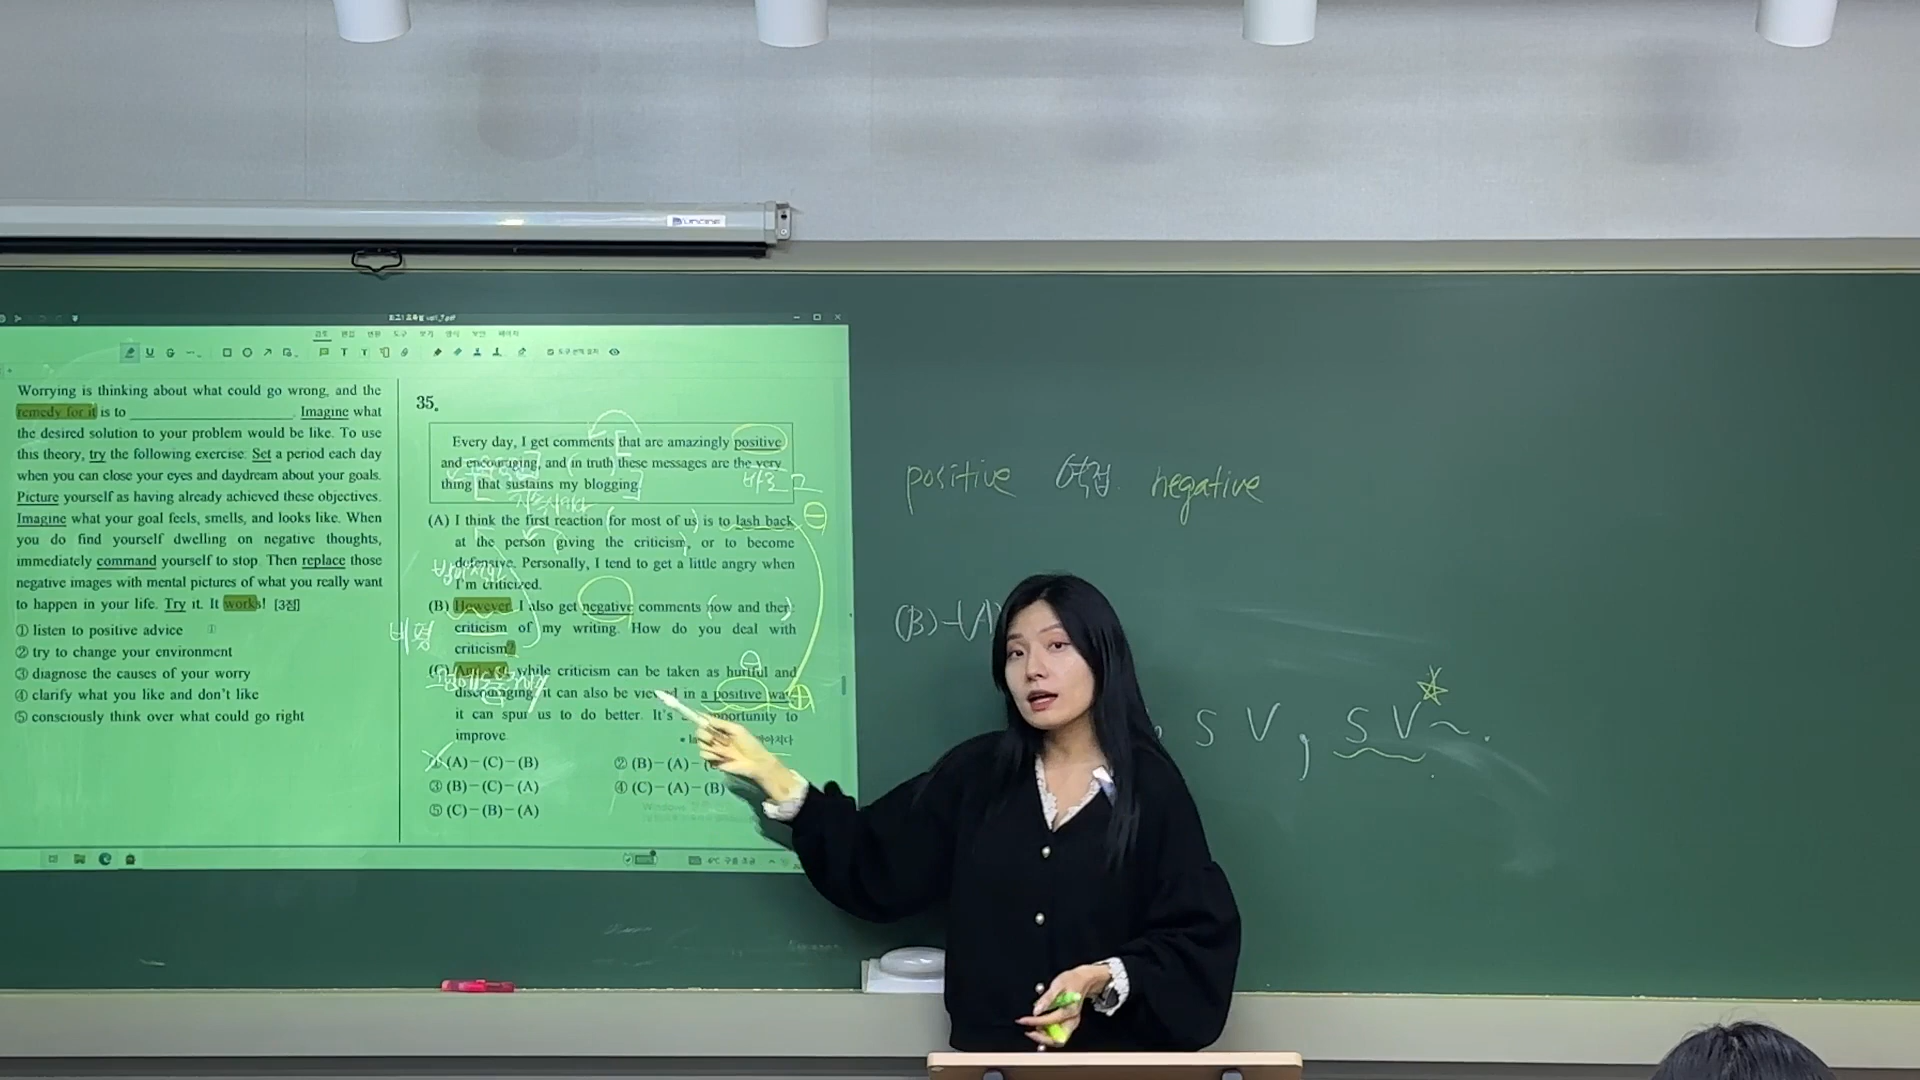 Worrying is thinking about what could go wrong, and the
remedy for it is to ____________. Imagine what
the desired solution to your problem would be like. To use
this theory, try the following exercise: Set a period each day
when you can close your eyes and daydream about your goals.
Picture yourself as having already achieved these objectives.
Imagine what your goal feels, smells, and looks like. When
you do find yourself dwelling on negative thoughts,
immediately command yourself to stop. Then replace those
negative images with mental pictures of what you really want
to happen in your life. Try it. It works! [3점]
① listen to positive advice ①
② try to change your environment
③ diagnose the causes of your worry
④ clarify what you like and don't like
⑤ consciously think over what could go right
35.
Every day, I get comments that are amazingly positive
and encouraging, and in truth these messages are the very
thing that sustains my blogging.
바로 그
지속시키다
(A) I think the first reaction for most of us is to lash back
at the person giving the criticism, or to become
defensive. Personally, I tend to get a little angry when
I'm criticized.
(B) However, I also get negative comments now and then:
criticism of my writing. How do you deal with
criticism?
비평
(C) And yet, while criticism can be taken as hurtful and
discouraging, it can also be viewed in a positive way:
it can spur us to do better. It's opportunity to
improve.
① (A)-(C)-(B)
② (B)-(A)-
③ (B)-(C)-(A)
④ (C)-(A)-(B)
⑤ (C)-(B)-(A)
positive 역접 negative
(B)-(A)
S V , S V ~ .